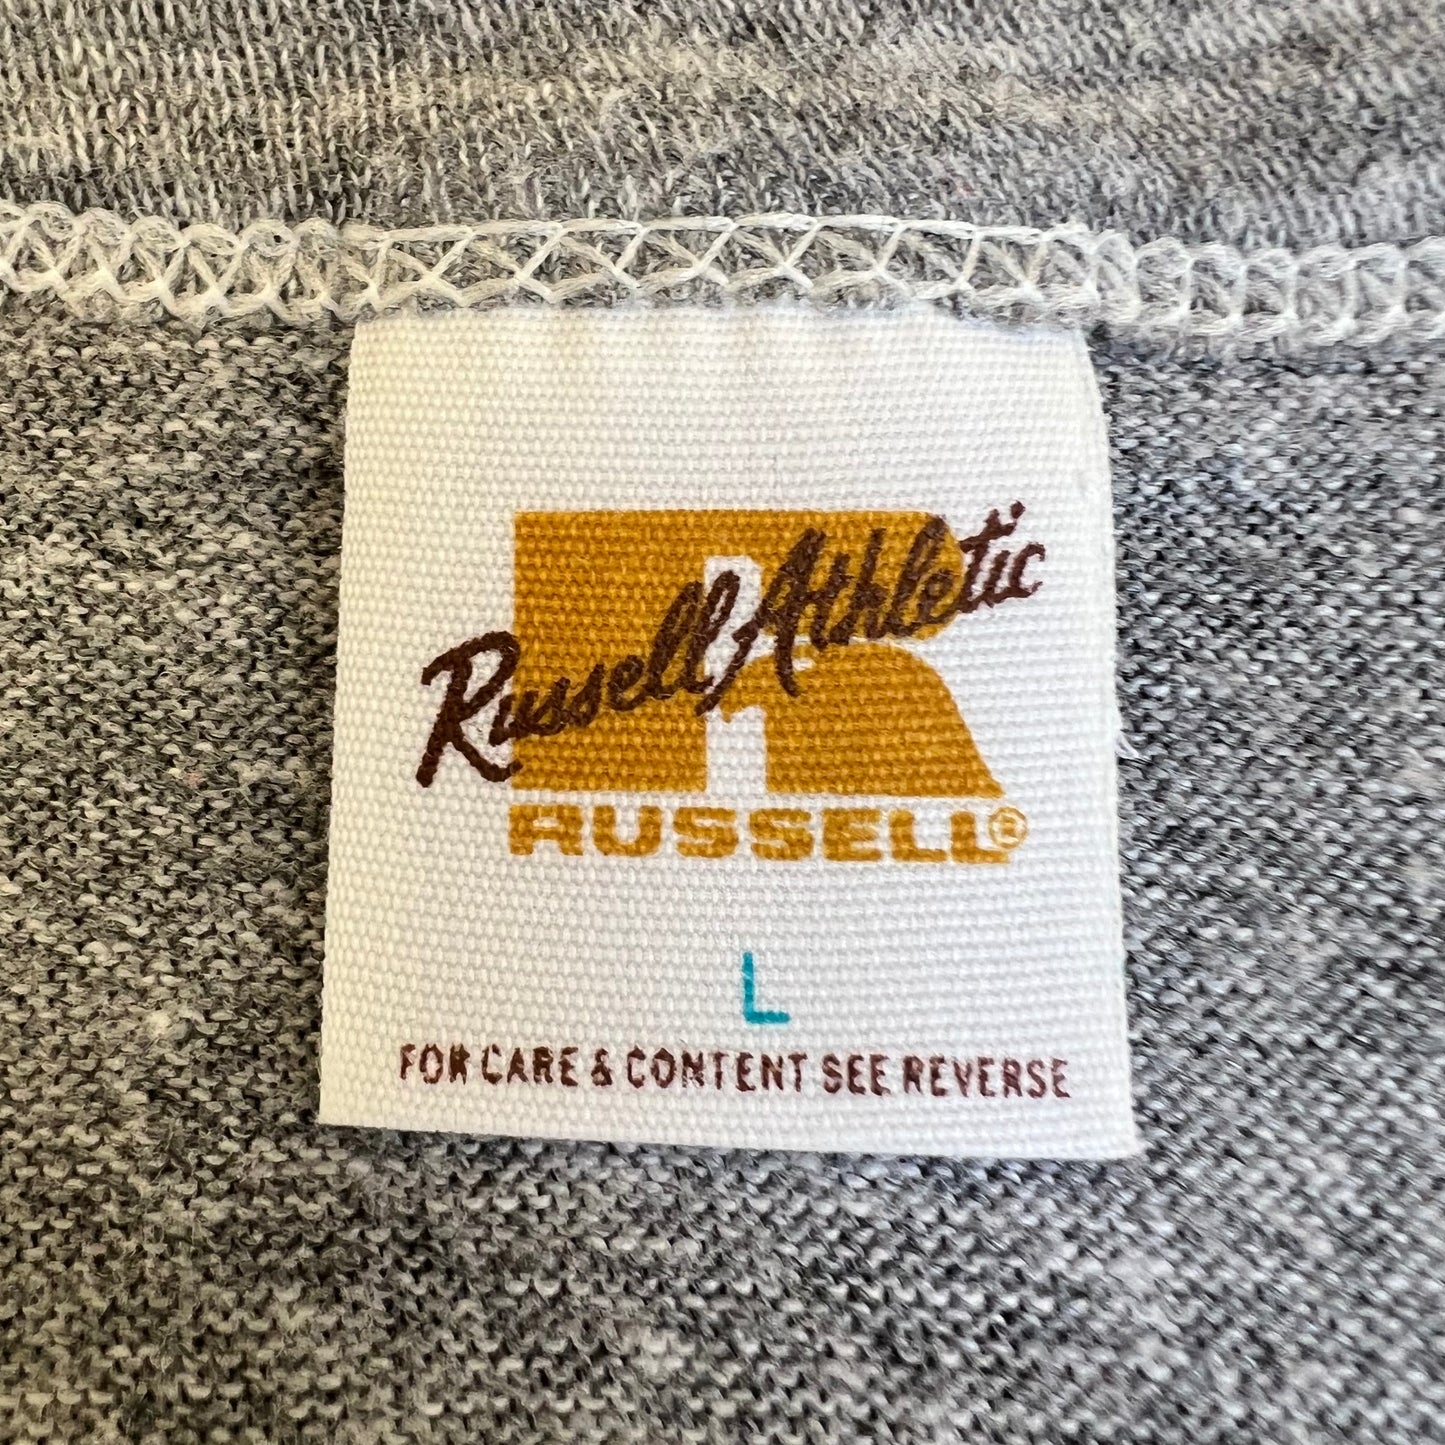 Russell Athletic
RUSSELL®
L
FOR CARE & CONTENT SEE REVERSE